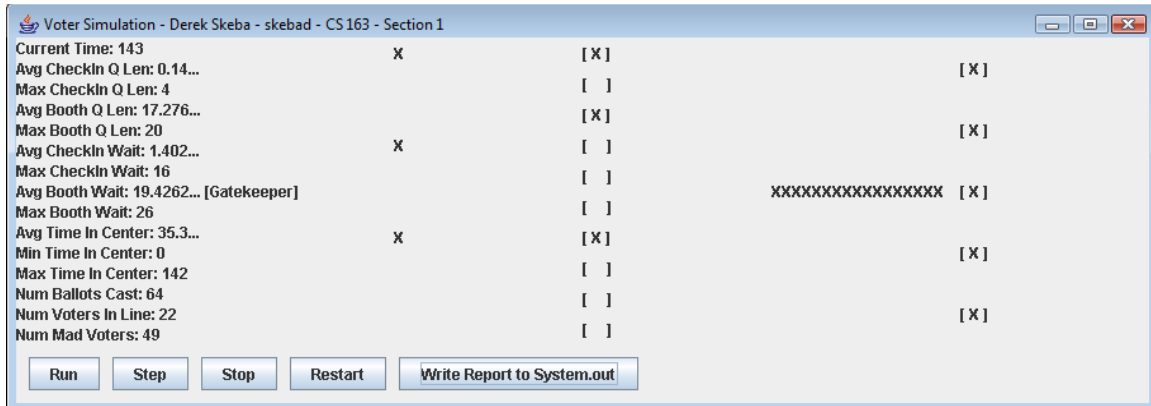 Voter Simulation - Derek Skeba - skebad - CS 163 - Section 1
Current Time: 143
Avg CheckIn Q Len: 0.14...
Max CheckIn Q Len: 4
Avg Booth Q Len: 17.276...
Max Booth Q Len: 20
Avg CheckIn Wait: 1.402...
Max CheckIn Wait: 16
Avg Booth Wait: 19.4262... [Gatekeeper]
Max Booth Wait: 26
Avg Time In Center: 35.3...
Min Time In Center: 0
Max Time In Center: 142
Num Ballots Cast: 64
Num Voters In Line: 22
Num Mad Voters: 49
X
X
X
[ X ]
[ ]
[ X ]
[ ]
[ ]
[ ]
[ X ]
[ ]
[ ]
[ ]
[ X ]
[ X ]
XXXXXXXXXXXXXXXX [ X ]
[ X ]
[ X ]
Run Step Stop Restart Write Report to System.out